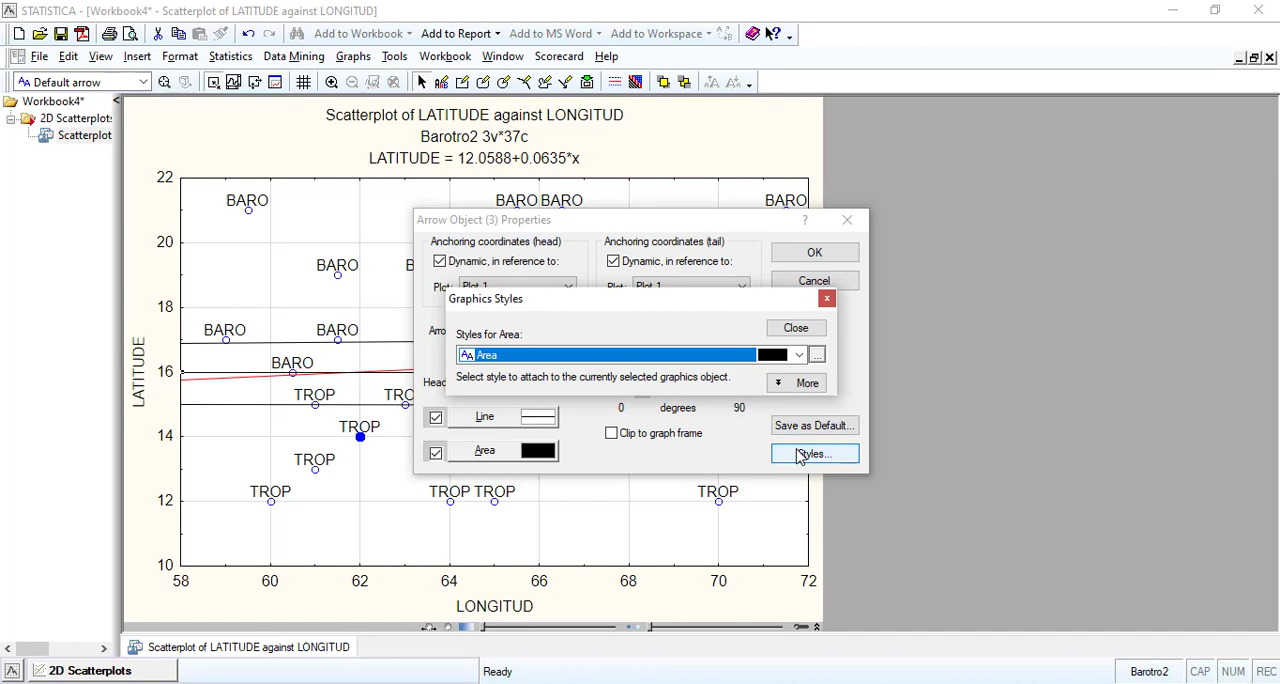 STATISTICA - [Workbook4* - Scatterplot of LATITUDE against LONGITUD]
Add to Workbook Add to Report Add to MS Word Add to Workspace
File Edit View Insert Format Statistics Data Mining Graphs Tools Workbook Window Scorecard Help
Default arrow
Workbook4*
2D Scatterplots
Scatterplot
Scatterplot of LATITUDE against LONGITUD
Barotro2 3v*37c
LATITUDE = 12.0588+0.0635*x
22
BARO BARO BARO BARO
Arrow Object (3) Properties
Anchoring coordinates (head) Anchoring coordinates (tail)
OK
20
Dynamic, in reference to: Dynamic, in reference to:
BARO
Plot 1 Plot 1 Cancel
Graphics Styles
18
BARO BARO
Close
Styles for Area:
LATITUDE
Area
...
16
BARO
Select style to attach to the currently selected graphics object.
More
TROP
0 degrees 90
Line
14
TROP
Clip to graph frame
Save as Default...
Area
Styles...
TROP
12
TROP TROP TROP TROP
10
58 60 62 64 66 68 70 72
LONGITUD
Scatterplot of LATITUDE against LONGITUD
2D Scatterplots
Ready
Barotro2 CAP NUM REC